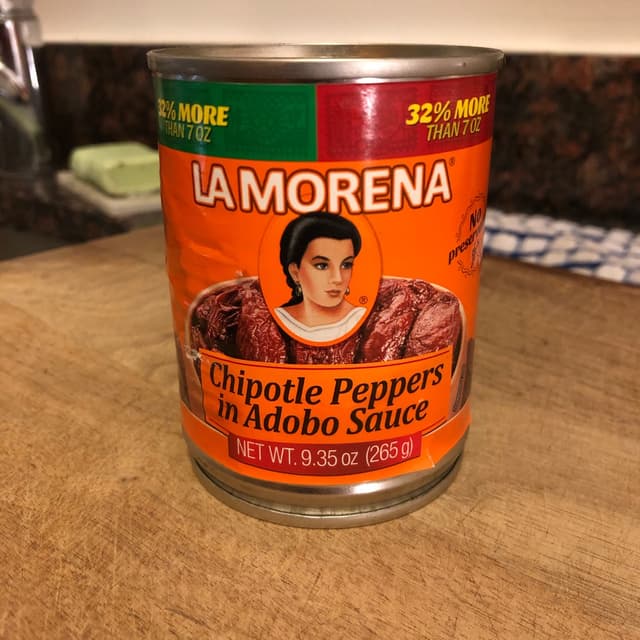 32% MORE
THAN 7 OZ
32% MORE
THAN 7 OZ
LA MORENA®
No
®
Chipotle Peppers
in Adobo Sauce
NET WT. 9.35 oz (265 g)